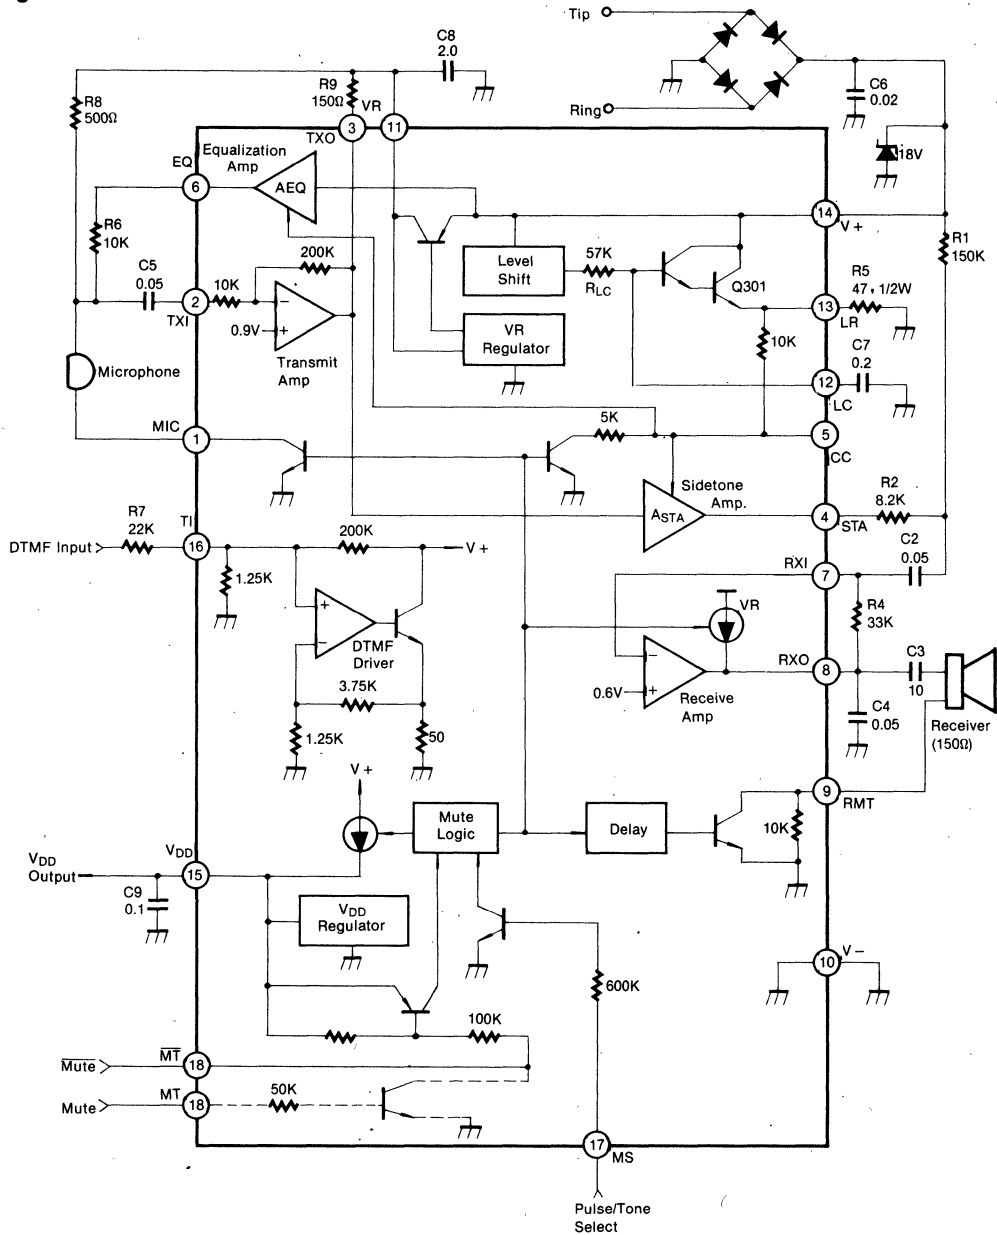 Tip
C8
2.0
R9
150Ω
VR
C6
0.02
R8
500Ω
Ring
3
11
TXO
EQ
Equalization
Amp
18V
6
AEQ
14
V+
R6
10K
200K
Level
Shift
57K
RLC
Q301
R1
150K
C5
0.05
10K
R5
47, 1/2W
2
TXI
0.9V
−
+
13
LR
VR
Regulator
10K
C7
0.2
Transmit
Amp
Microphone
12
LC
MIC
1
5K
5
CC
Sidetone
Amp.
R2
8.2K
R7
22K
TI
ASTA
4
STA
DTMF Input
16
200K
V+
C2
0.05
RXI
7
1.25K
+
−
DTMF
Driver
VR
R4
33K
3.75K
−
+
0.6V
Receive
Amp
RXO
8
C3
10
C4
0.05
Receiver
(150Ω)
1.25K
50
V+
9
RMT
Mute
Logic
Delay
10K
VDD
VDD
Output
15
C9
0.1
VDD
Regulator
V−
10
600K
100K
MT
Mute
18
MT
50K
Mute
18
17
MS
Pulse/Tone
Select